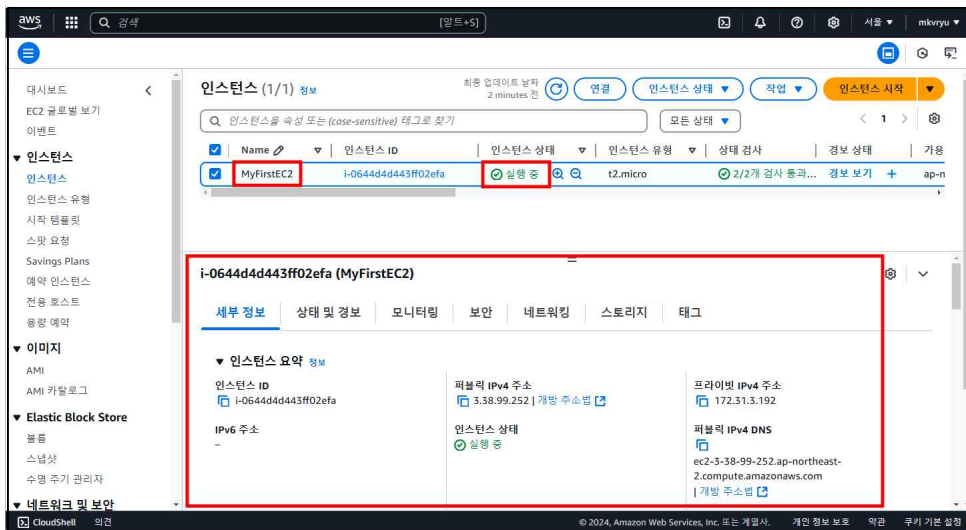 aws 검색 [알트+S] 서울 ▼ mkvryu ▼
대시보드
EC2 글로벌 보기
이벤트
▼ 인스턴스
인스턴스
인스턴스 유형
시작 템플릿
스팟 요청
Savings Plans
예약 인스턴스
전용 호스트
용량 예약
▼ 이미지
AMI
AMI 카탈로그
▼ Elastic Block Store
볼륨
스냅샷
수명 주기 관리자
▼ 네트워크 및 보안
인스턴스 (1/1) 정보
최종 업데이트 날짜
2 minutes 전
연결 인스턴스 상태 ▼ 작업 ▼ 인스턴스 시작 ▼
인스턴스을 속성 또는 (case-sensitive) 태그로 찾기 모든 상태 ▼ 1
Name 인스턴스 ID 인스턴스 상태 인스턴스 유형 상태 검사 경보 상태 가용
MyFirstEC2 i-0644d4d443ff02efa 실행 중 t2.micro 2/2개 검사 통과... 경보 보기 + ap-n
i-0644d4d443ff02efa (MyFirstEC2)
세부 정보 상태 및 경보 모니터링 보안 네트워킹 스토리지 태그
▼ 인스턴스 요약 정보
인스턴스 ID
i-0644d4d443ff02efa
퍼블릭 IPv4 주소
3.38.99.252 | 개방 주소법
프라이빗 IPv4 주소
172.31.3.192
IPv6 주소
–
인스턴스 상태
실행 중
퍼블릭 IPv4 DNS
ec2-3-38-99-252.ap-northeast-
2.compute.amazonaws.com
| 개방 주소법
CloudShell 의견 © 2024, Amazon Web Services, Inc. 또는 계열사. 개인 정보 보호 약관 쿠키 기본 설정